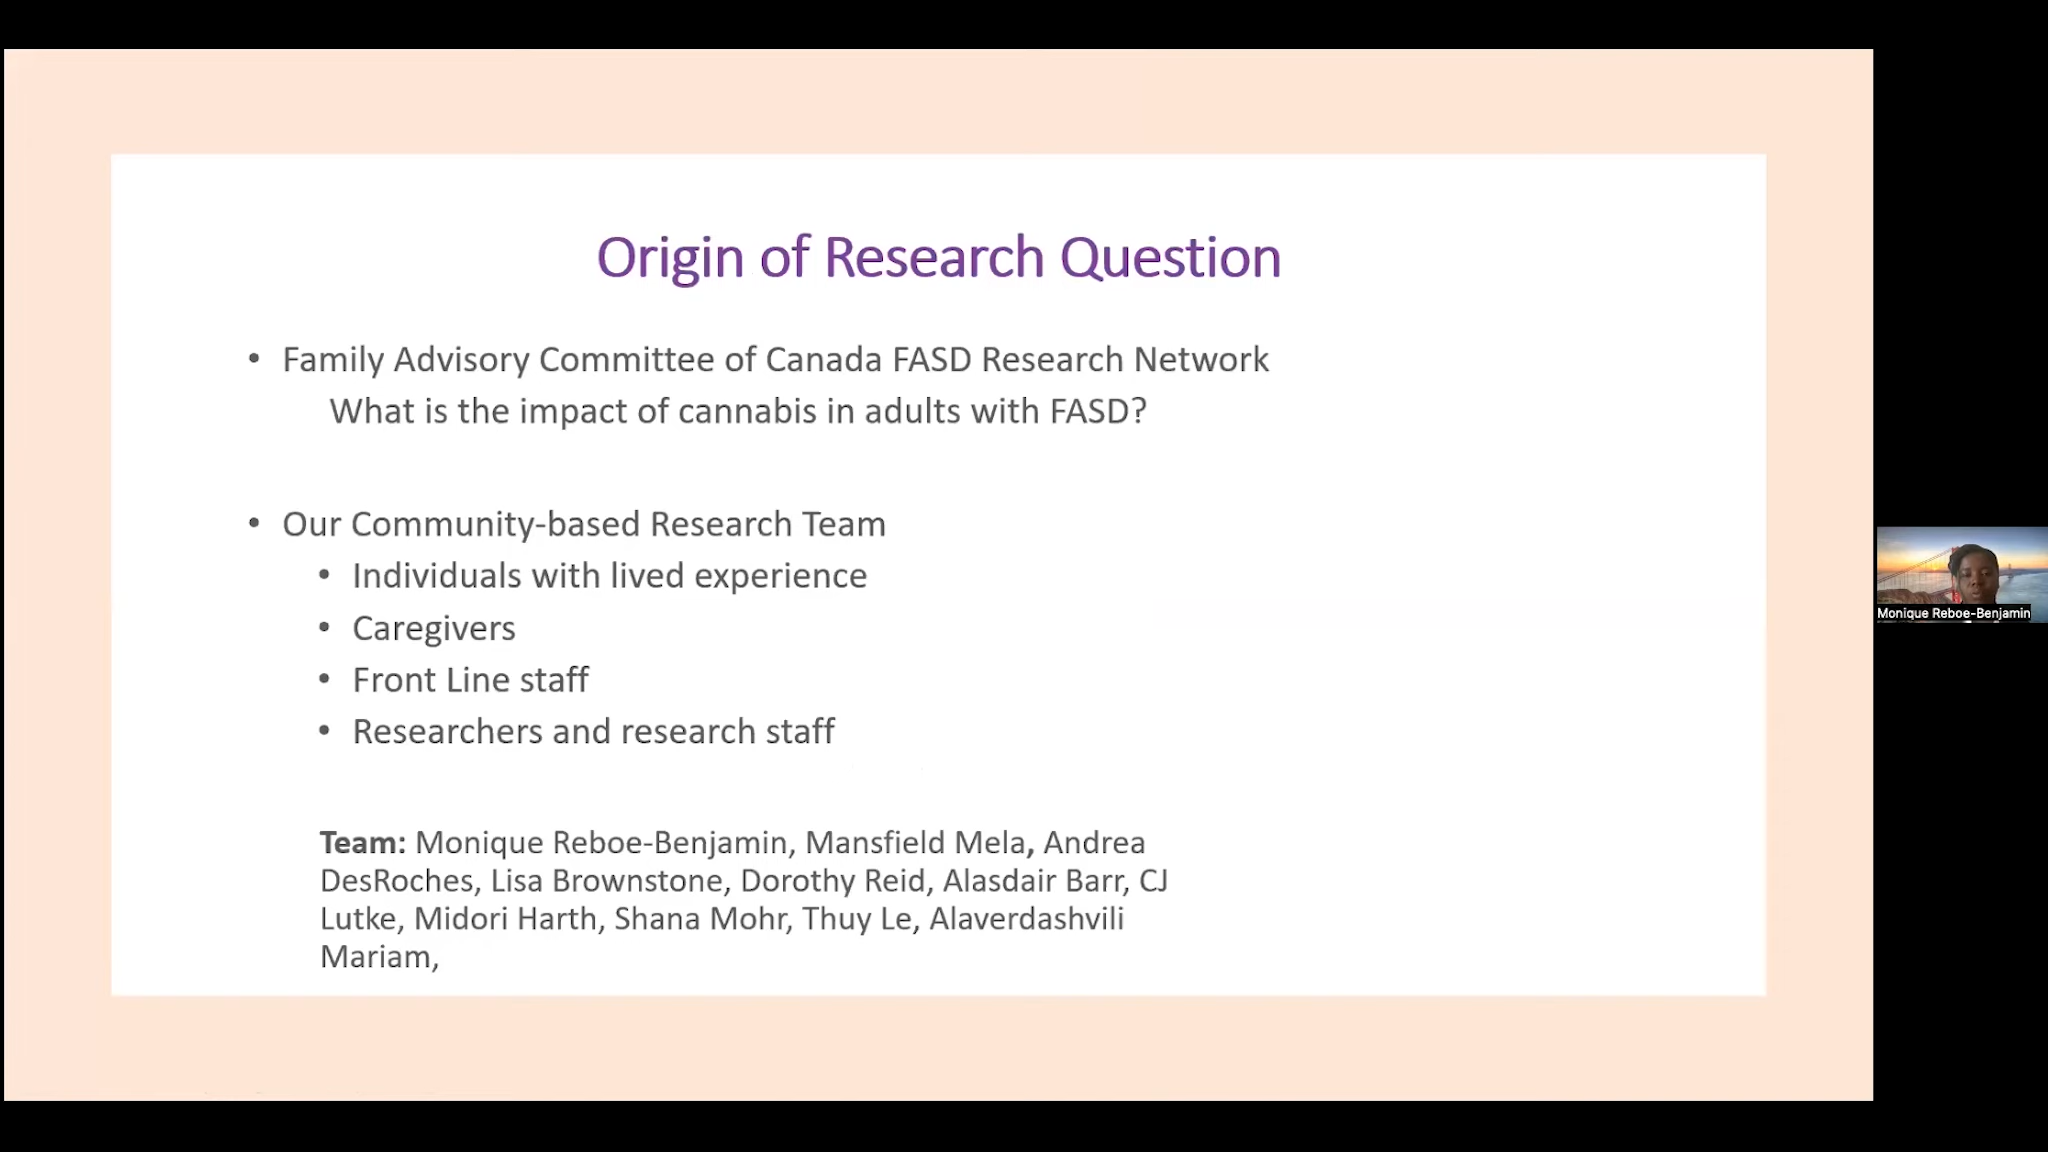 Origin of Research Question
• Family Advisory Committee of Canada FASD Research Network
What is the impact of cannabis in adults with FASD?
• Our Community-based Research Team
• Individuals with lived experience
• Caregivers
• Front Line staff
• Researchers and research staff
Team: Monique Reboe-Benjamin, Mansfield Mela, Andrea
DesRoches, Lisa Brownstone, Dorothy Reid, Alasdair Barr, CJ
Lutke, Midori Harth, Shana Mohr, Thuy Le, Alaverdashvili
Mariam,
Monique Reboe-Benjamin